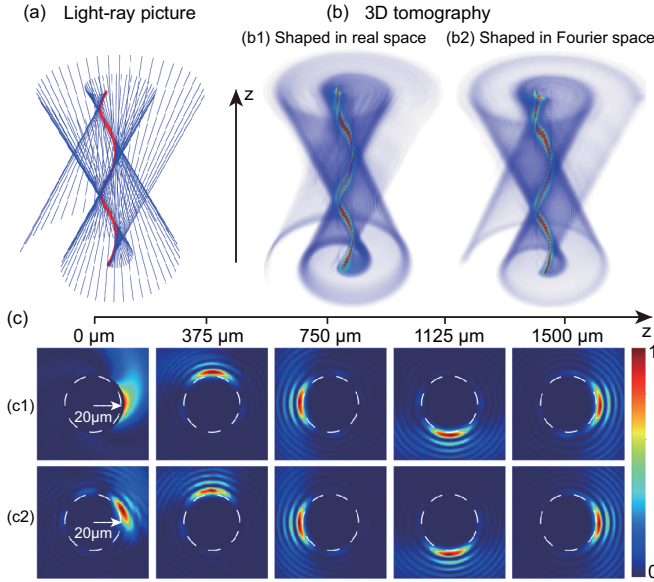 (a) Light-ray picture
(b) 3D tomography
(b1) Shaped in real space
(b2) Shaped in Fourier space
z
(c)
z
0 μm
375 μm
750 μm
1125 μm
1500 μm
(c1)
20μm
1
(c2)
20μm
0